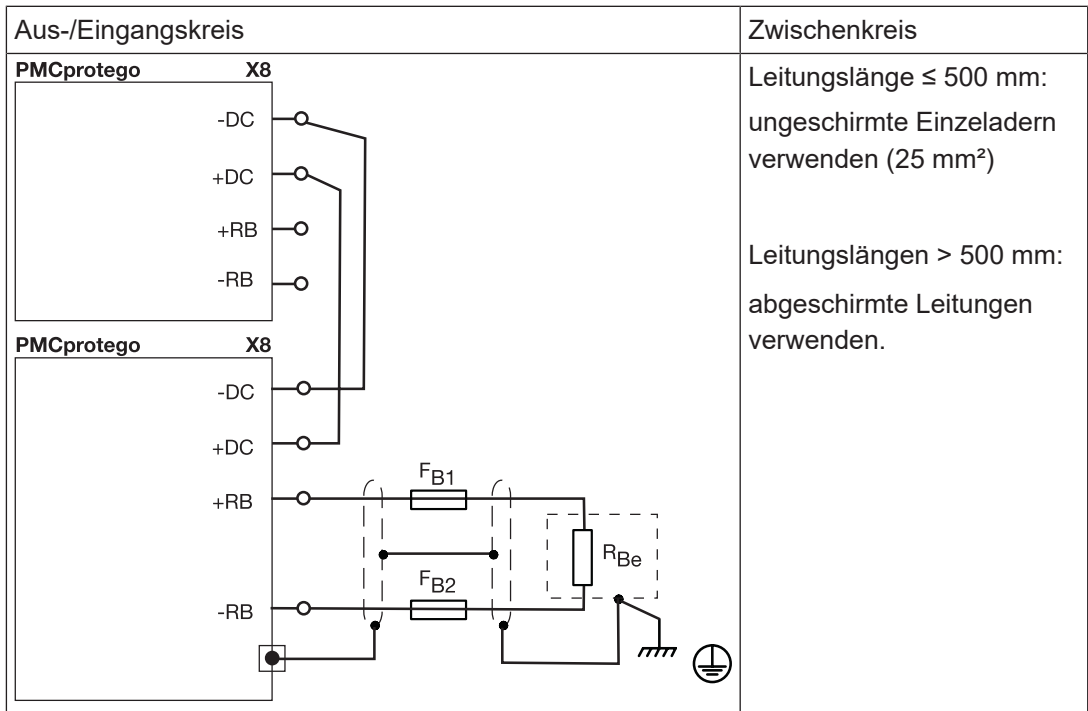 Aus-/Eingangskreis
Zwischenkreis
PMCprotego X8
-DC
+DC
+RB
-RB
PMCprotego X8
-DC
+DC
+RB
-RB
FB1
FB2
RBe
Leitungslänge ≤ 500 mm:
ungeschirmte Einzeladern
verwenden (25 mm²)
Leitungslängen > 500 mm:
abgeschirmte Leitungen
verwenden.